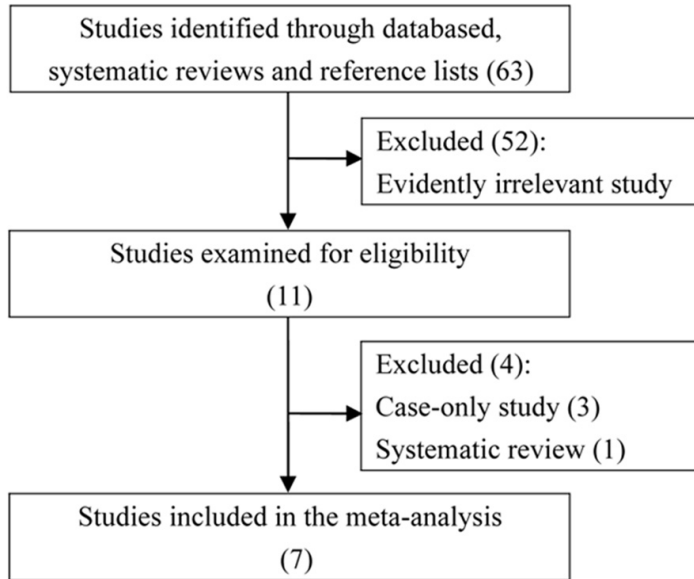 Studies identified through databased,
systematic reviews and reference lists (63)
Excluded (52):
Evidently irrelevant study
Studies examined for eligibility
(11)
Excluded (4):
Case-only study (3)
Systematic review (1)
Studies included in the meta-analysis
(7)